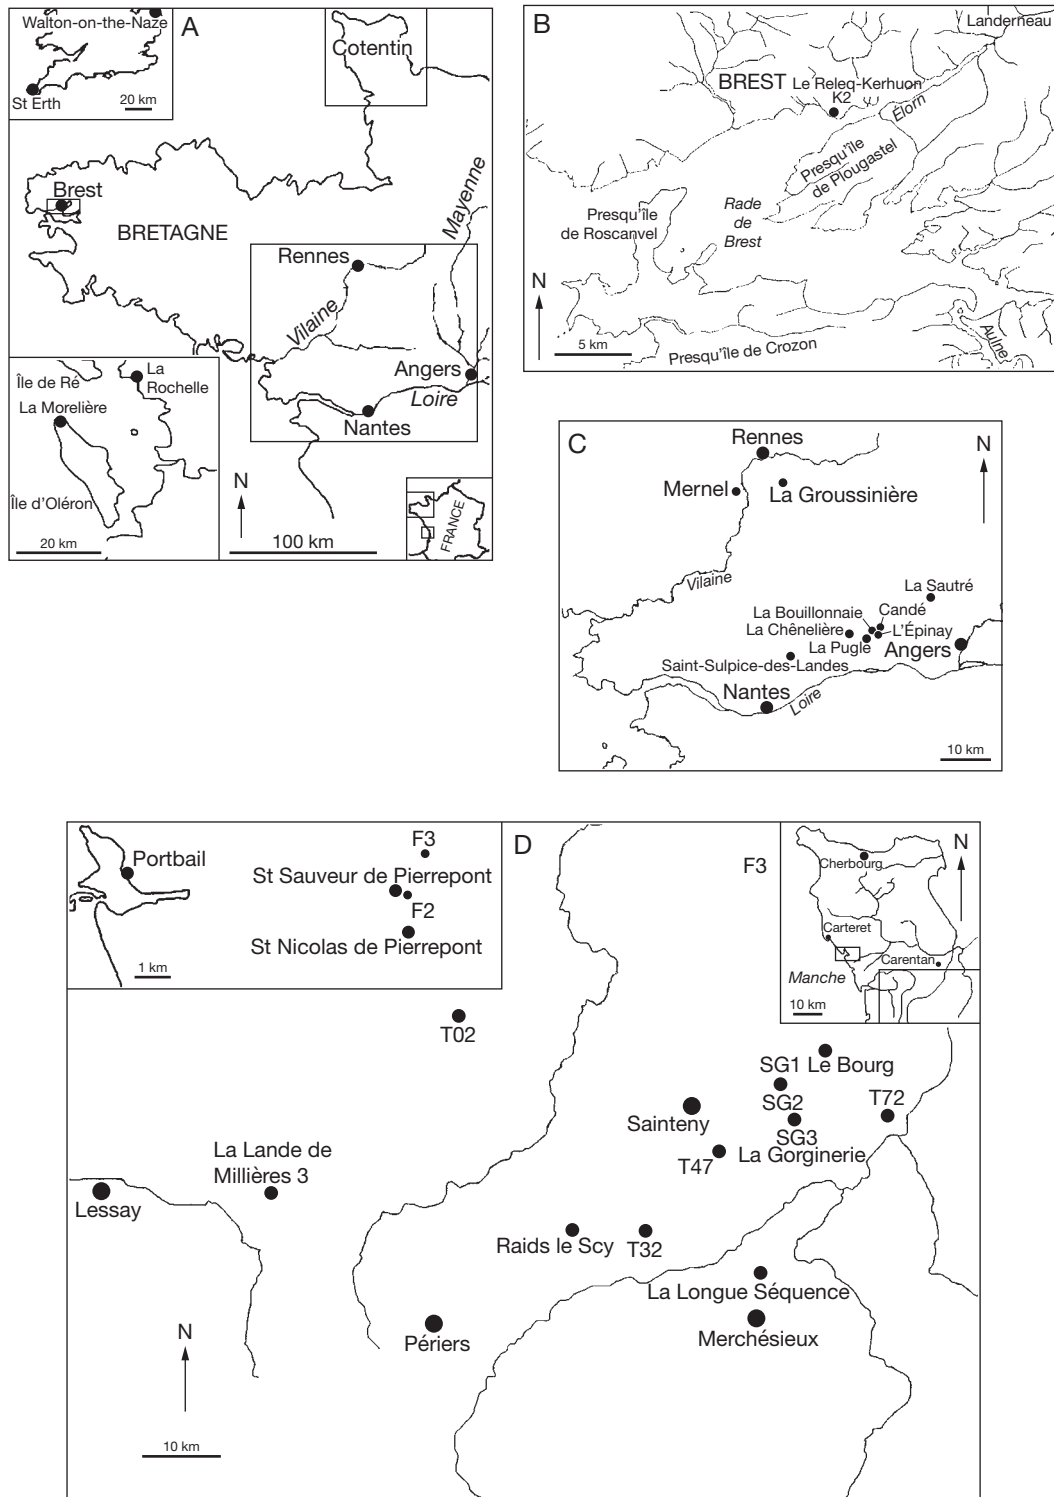 Walton-on-the-Naze
A
St Erth
20 km
Cotentin
Brest
BRETAGNE
Mayenne
Rennes
Vilaine
Angers
Loire
Nantes
Île de Ré
La
Rochelle
La Morelière
Île d'Oléron
20 km
N
100 km
FRANCE
B
Landerneau
BREST
Le Releq-Kerhuon
K2
Élorn
Presqu'île
de Plougastel
Presqu'île
de Roscanvel
Rade
de
Brest
N
5 km
Presqu'île de Crozon
Aulne
C
Rennes
N
Mernel
La Groussinière
Vilaine
La Sautré
La Bouillonnaie
Candé
La Chênelière
L'Épinay
La Pugle
Angers
Saint-Sulpice-des-Landes
Nantes
Loire
10 km
D
Portbail
F3
St Sauveur de Pierrepont
F2
St Nicolas de Pierrepont
1 km
F3
Cherbourg
N
Carteret
Carentan
Manche
10 km
T02
SG1 Le Bourg
SG2
T72
Sainteny
SG3
La Gorginerie
T47
La Lande de
Millières 3
Lessay
Raids le Scy
T32
La Longue Séquence
Périers
Merchésieux
N
10 km